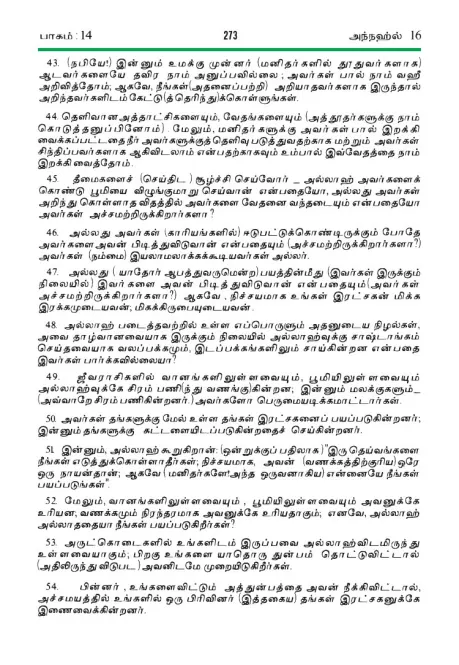 பாகம் : 14 273 அந்நஹ்ல் 16
43. (நபியே!) இன்னும் உமக்கு முன்னர் (மனிதர்களில் தூதுவர்களாக)
ஆடவர்களையே தவிர நாம் அனுப்பவில்லை ; அவர்கள் பால் நாம் வஹீ
அறிவித்தோம்; ஆகவே, நீங்கள்(அதனைப்பற்றி) அறியாதவர்களாக இருந்தால்
அறிந்தவர்களிடம் கேட்டு(த்தெரிந்து)க்கொள்ளுங்கள்.
44. தெளிவான அத்தாட்சிகளையும், வேதங்களையும் (அத்தூதர்களுக்கு நாம்
கொடுத்தனுப்பினோம்) . மேலும், மனிதர்களுக்கு அவர்கள்பால் இறக்கி
வைக்கப்பட்டதை நீர் அவர்களுக்குத் தெளிவுபடுத்துவதற்காக மற்றும் அவர்கள்
சிந்திப்பவர்களாக ஆகிவிடலாம் என்பதற்காகவும் உம்பால் இவ்வேதத்தை நாம்
இறக்கி வைத்தோம் .
45. தீமைகளைச் (செய்திட ) சூழ்ச்சி செய்வோர் _ அல்லாஹ் அவர்களைக்
கொண்டு பூமியை விழுங்குமாறு செய்வான் என்பதையோ, அல்லது அவர்கள்
அறிந்து கொள்ளாத விதத்தில் அவர்களை வேதனை வந்தடையும் என்பதையோ
அவர்கள் அச்சமற்றிருக்கிறார்களா ?
46. அல்லது அவர்கள் (காரியங்களில்) ஈடுபட்டுக்கொண்டிருக்கும் போதே
அவர்களை அவன் பிடித்துவிடுவான் என்பதையும் (அச்சமற்றிருக்கிறார்களா?)
அவர்கள் (நம்மை) இயலாமலாக்கக்கூடியவர்கள் அல்லர்.
47. அல்லது ( யாதோர் ஆபத்துவருமென்ற) பயத்தின்மீது (இவர்கள் இருக்கும்
நிலையில்) இவர்களை அவன் பிடித்துவிடுவான் என்பதையும் (அவர்கள்
அச்சமற்றிருக்கிறார்களா?) ஆகவே , நிச்சயமாக உங்கள் இரட்சகன் மிக்க
இரக்கமுடையவன்; மிகக்கிருபையுடையவன் .
48. அல்லாஹ் படைத்தவற்றில் உள்ள எப்பொருளும் அதனுடைய நிழல்கள்,
அவை தாழ்வானவையாக இருக்கும் நிலையில் அல்லாஹ்வுக்கு சாஷ்டாங்கம்
செய்தவையாக வலப்பக்கமும், இடப்பக்கங்களிலும் சாய்கின்றன என்பதை
இவர்கள் பார்க்கவில்லையா?
49. ஜீவராசிகளில் வானங்களிலுள்ளவையும், பூமியிலுள்ளவையும்
அல்லாஹ்வுக்கே சிரம் பணி(ந்து வணங்கு)கின்றன; இன்னும் மலக்குகளும்_
(அவ்வாறே சிரம் பணிகின்றனர்.) அவர்களோ பெருமையடிக்கமாட்டார்கள்.
50. அவர்கள் தங்களுக்கு மேல் உள்ள தங்கள் இரட்சகனைப் பயப்படுகின்றனர்;
இன்னும் தங்களுக்கு கட்டளையிடப்படுகின்றதைச் செய்கின்றனர்.
51. இன்னும், அல்லாஹ் கூறுகிறான்: (ஒன்றுக்குப் பதிலாக) "இரு தெய்வங்களை
நீங்கள் எடுத்துக்கொள்ளாதீர்கள்; நிச்சயமாக, அவன் (வணக்கத்திற்குரிய) ஒரே
ஒரு நாயன்தான்; ஆகவே (மனிதர்களே! அந்த ஒருவனாகிய) என்னையே நீங்கள்
பயப்படுங்கள்"
52. மேலும், வானங்களிலுள்ளவையும் , பூமியிலுள்ளவையும் அவனுக்கே
உரியன, வணக்கமும் நிரந்தரமாக அவனுக்கே உரியதாகும்; எனவே, அல்லாஹ்
அல்லாததையா நீங்கள் பயப்படுகிறீர்கள்?
53. அருட்கொடைகளில் உங்களிடம் இருப்பவை அல்லாஹ்விடமிருந்து
உள்ளவையாகும்; பிறகு உங்களை யாதொரு துன்பம் தொட்டுவிட்டால்
(அதிலிருந்து விடுபட) அவனிடமே முறையிடுகிறீர்கள்.
54. பின்னர் , உங்களைவிட்டும் அத்துன்பத்தை அவன் நீக்கிவிட்டால்,
அச்சமயத்தில் உங்களில் ஒரு பிரிவினர் (இத்தகைய) தங்கள் இரட்சகனுக்கே
இணைவைக்கின்றனர் .